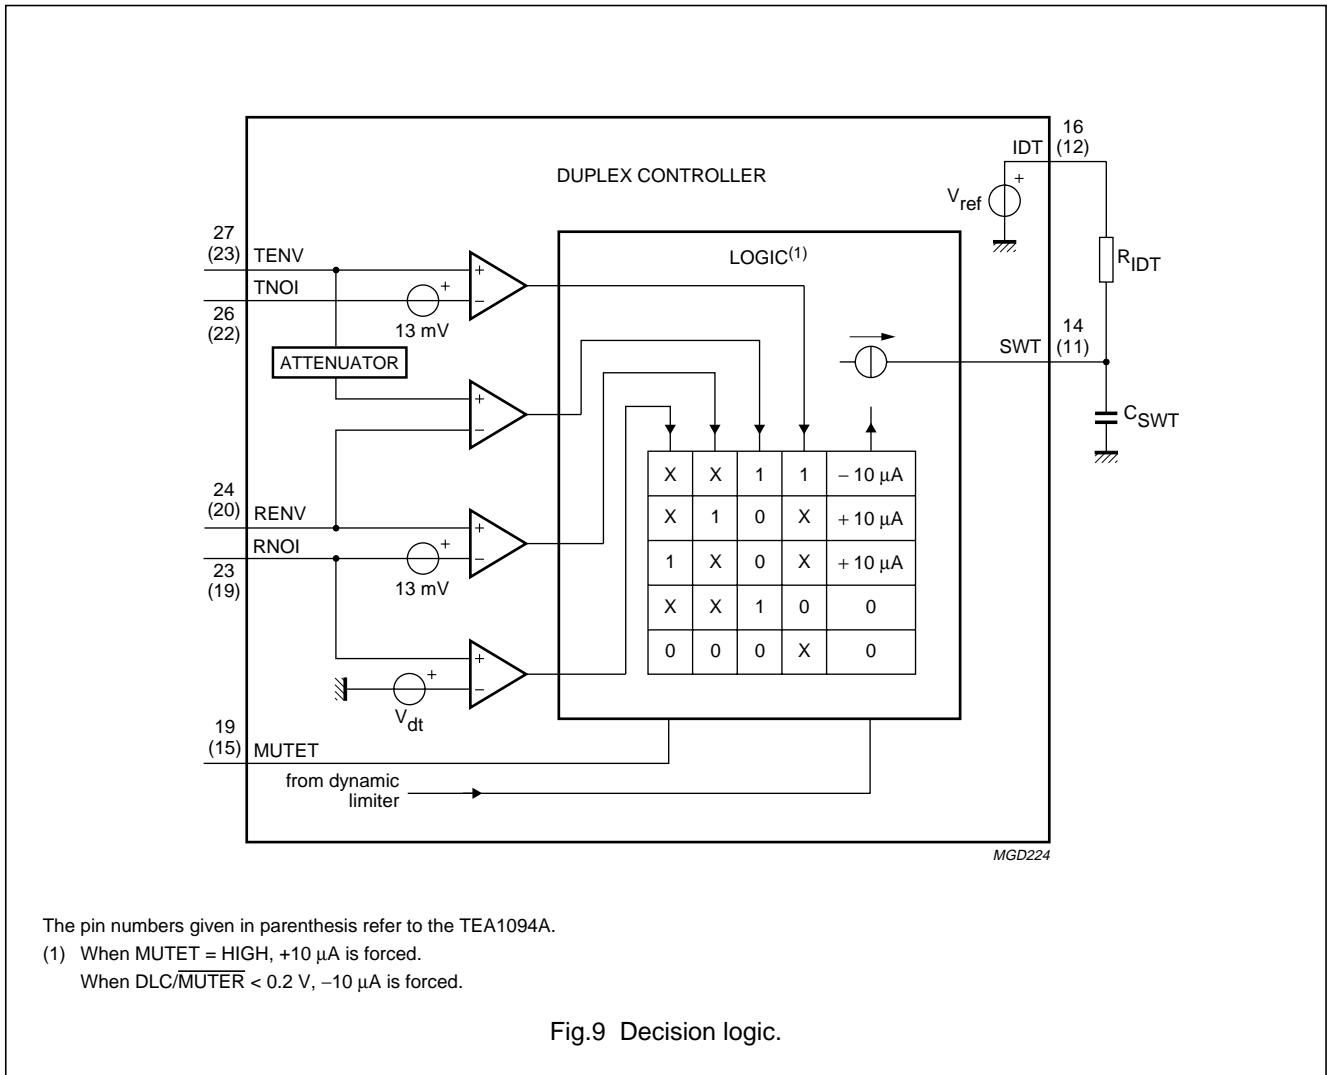 DUPLEX CONTROLLER
16
IDT (12)
Vref
+
RIDT
27
(23) TENV
TNOI
26
(22)
+
13 mV
+
−
LOGIC(1)
14
SWT (11)
CSWT
ATTENUATOR
+
−
24
(20) RENV
RNOI
23
(19)
+
13 mV
+
−
X X 1 1 − 10 μA
X 1 0 X + 10 μA
1 X 0 X + 10 μA
X X 1 0 0
0 0 0 X 0
+
Vdt
+
−
19
(15) MUTET
from dynamic
limiter
MGD224
The pin numbers given in parenthesis refer to the TEA1094A.
(1) When MUTET = HIGH, +10 μA is forced.
When DLC/MUTER < 0.2 V, −10 μA is forced.
Fig.9 Decision logic.